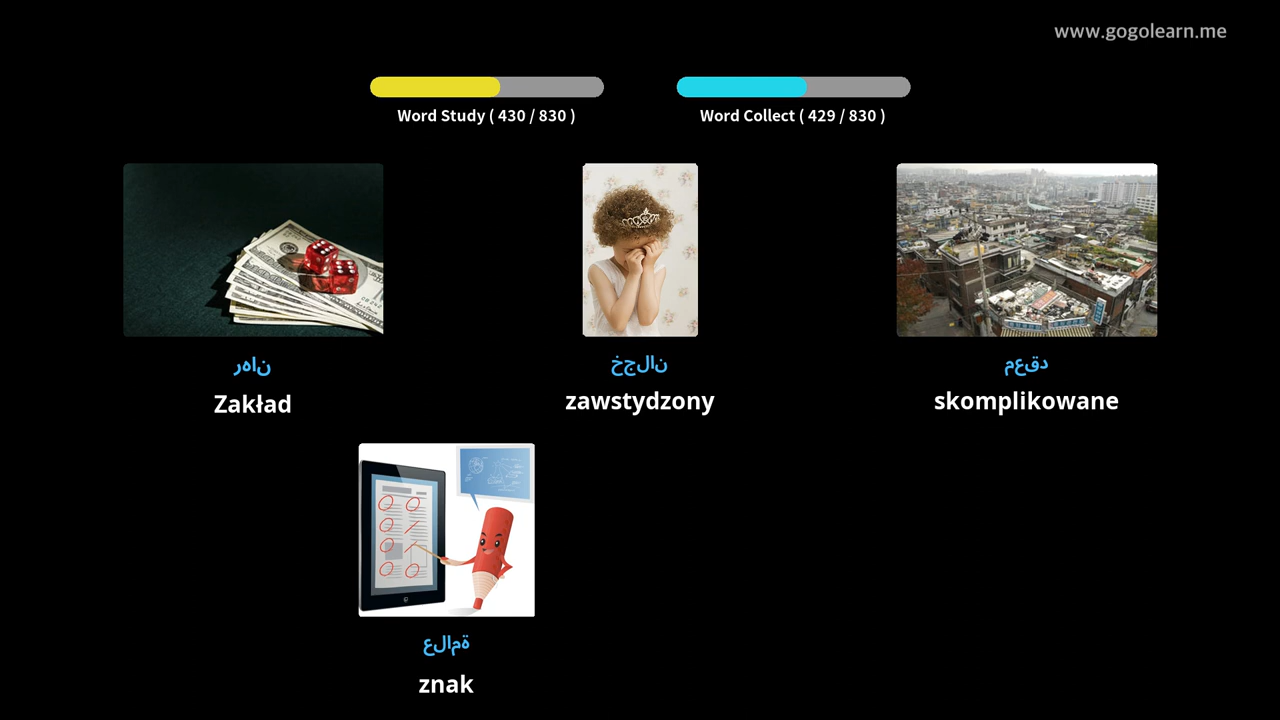 www.gogolearn.me
Word Study ( 430 / 830 )
Word Collect ( 429 / 830 )
رهان
خجلان
معقد
Zakład
zawstydzony
skomplikowane
علامة
znak